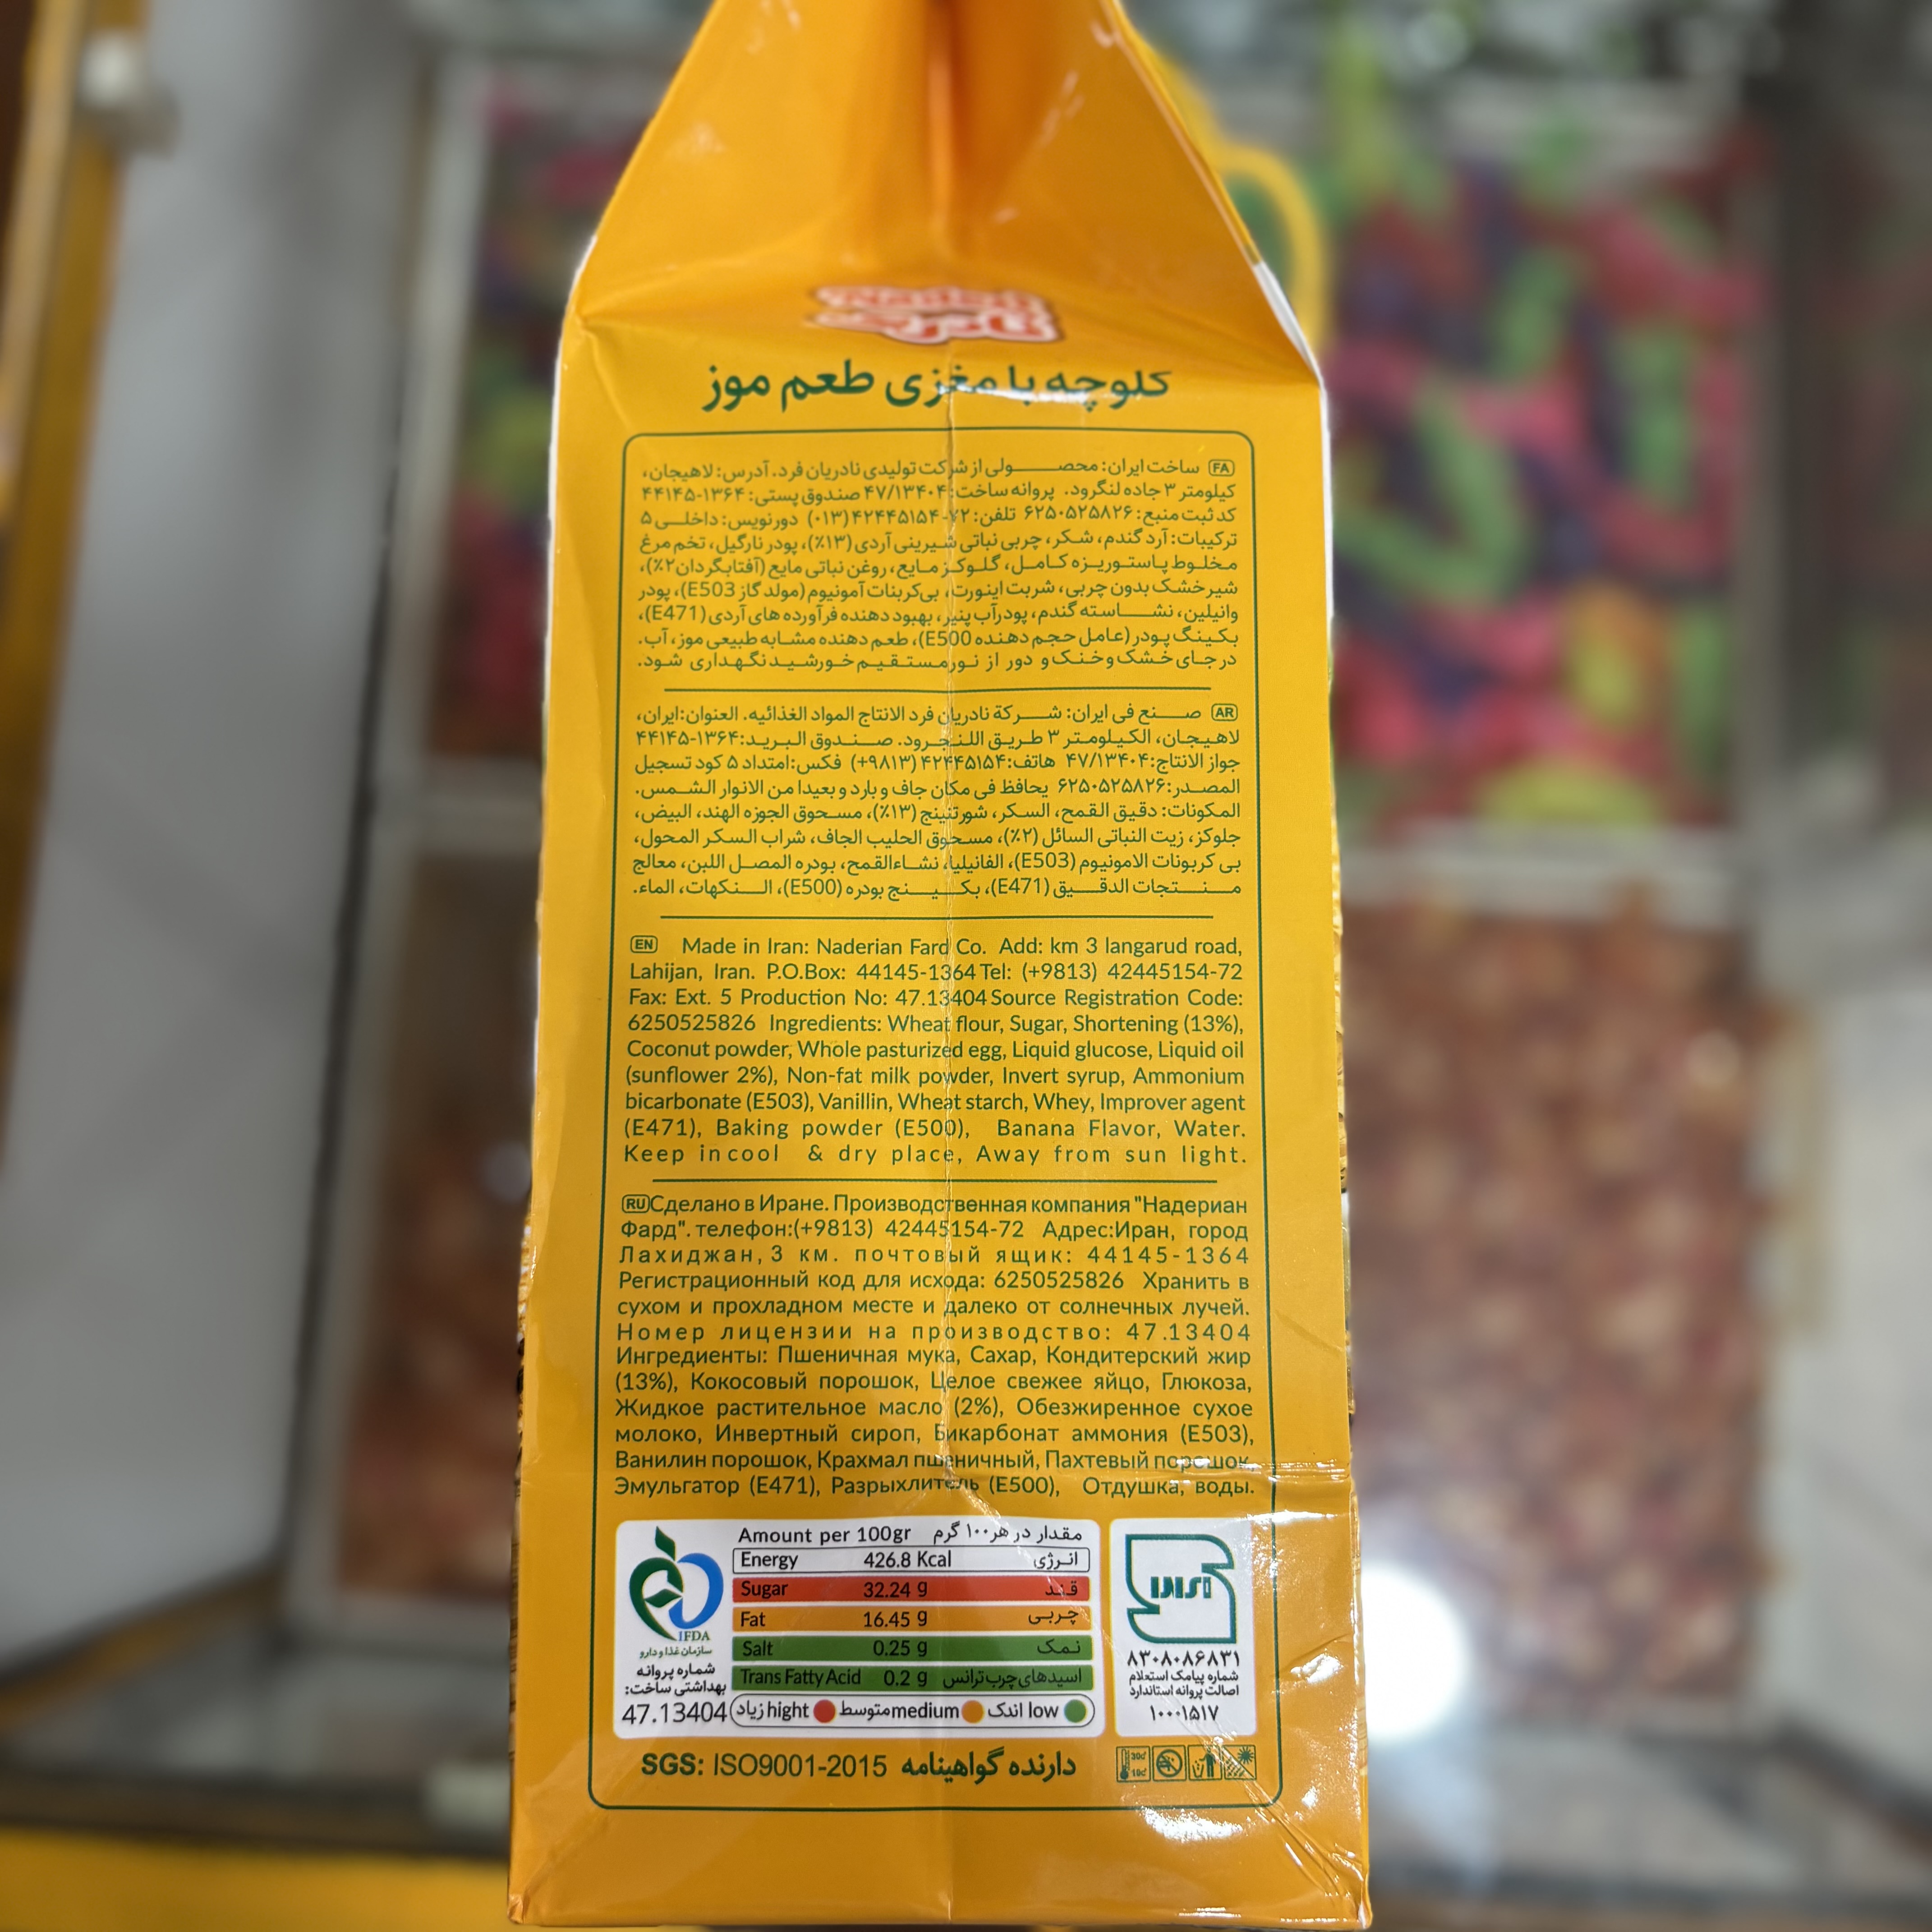 نادری
کلوچه با مغزی طعم موز
FA ساخت ایران: محصولی از شرکت تولیدی نادریان فرد. آدرس: لاهیجان،
کیلومتر ۳ جاده لنگرود. پروانه ساخت: ۴۷/۱۳۴۰۴ صندوق پستی: ۱۳۶۴-۴۴۱۴۵
کد ثبت منبع: ۶۲۵۰۵۲۵۸۲۶ تلفن: ۷۲-۴۲۴۴۵۱۵۴ (۰۱۳) دورنویس: داخلی ۵
ترکیبات: آرد گندم، شکر، چربی نباتی شیرینی آردی (۱۳٪)، پودر نارگیل، تخم مرغ
مخلوط پاستوریزه کامل، گلوکز مایع، روغن نباتی مایع (آفتابگردان ۲٪)،
شیر خشک بدون چربی، شربت اینورت، بی‌کربنات آمونیوم (مولد گاز E503)، پودر
وانیلین، نشاسته گندم، پودر آب پنیر، بهبود دهنده فرآورده های آردی (E471)،
بکینگ پودر (عامل حجم دهنده E500)، طعم دهنده مشابه طبیعی موز، آب.
در جای خشک و خنک و دور از نور مستقیم خورشید نگهداری شود.
AR صنع فی ایران: شرکة نادریان فرد الانتاج المواد الغذائیه. العنوان: ایران،
لاهیجان، الکیلومتر ۳ طریق اللنجرود. صندوق البرید: ۱۳۶۴-۴۴۱۴۵
جواز الانتاج: ۴۷/۱۳۴۰۴ هاتف: ۴۲۴۴۵۱۵۴ (۹۸۱۳+) فکس: امتداد ۵ کود تسجیل
المصدر: ۶۲۵۰۵۲۵۸۲۶ یحافظ فی مکان جاف و بارد و بعیدا من الانوار الشمس.
المکونات: دقیق القمح، السکر، شورتنینج (۱۳٪)، مسحوق الجوزه الهند، البیض،
جلوکز، زیت النباتی السائل (۲٪)، مسحوق الحلیب الجاف، شراب السکر المحول،
بی کربونات الامونیوم (E503)، الفانیلیا، نشاءالقمح، بودره المصل اللبن، معالج
منتجات الدقیق (E471)، بکینج بودره (E500)، النکهات، الماء.
EN Made in Iran: Naderian Fard Co. Add: km 3 langarud road,
Lahijan, Iran. P.O.Box: 44145-1364 Tel: (+9813) 42445154-72
Fax: Ext. 5 Production No: 47.13404 Source Registration Code:
6250525826 Ingredients: Wheat flour, Sugar, Shortening (13%),
Coconut powder, Whole pasturized egg, Liquid glucose, Liquid oil
(sunflower 2%), Non-fat milk powder, Invert syrup, Ammonium
bicarbonate (E503), Vanillin, Wheat starch, Whey, Improver agent
(E471), Baking powder (E500), Banana Flavor, Water.
Keep in cool & dry place, Away from sun light.
RU Сделано в Иране. Производственная компания "Надериан
Фард". телефон:(+9813) 42445154-72 Адрес:Иран, город
Лахиджан, 3 км. почтовый ящик: 44145-1364
Регистрационный код для исхода: 6250525826 Хранить в
сухом и прохладном месте и далеко от солнечных лучей.
Номер лицензии на производство: 47.13404
Ингредиенты: Пшеничная мука, Сахар, Кондитерский жир
(13%), Кокосовый порошок, Целое свежее яйцо, Глюкоза,
Жидкое растительное масло (2%), Обезжиренное сухое
молоко, Инвертный сироп, Бикарбонат аммония (E503),
Ванилин порошок, Крахмал пшеничный, Пахтевый порошок,
Эмульгатор (E471), Разрыхлитель (E500), Отдушка, воды.
Amount per 100gr مقدار در هر ۱۰۰ گرم
Energy 426.8 Kcal انرژی
Sugar 32.24 g قند
Fat 16.45 g چربی
Salt 0.25 g نمک
Trans Fatty Acid 0.2 g اسیدهای چرب ترانس
زیاد hight متوسط medium اندک low
IFDA
سازمان غذا و دارو
شماره پروانه
بهداشتی ساخت:
47.13404
ISIRI
۸۳۰۸۰۸۶۸۳۱
شماره پیامک استعلام
اصالت پروانه استاندارد
۱۰۰۰۱۵۱۷
SGS: ISO9001-2015 دارنده گواهینامه